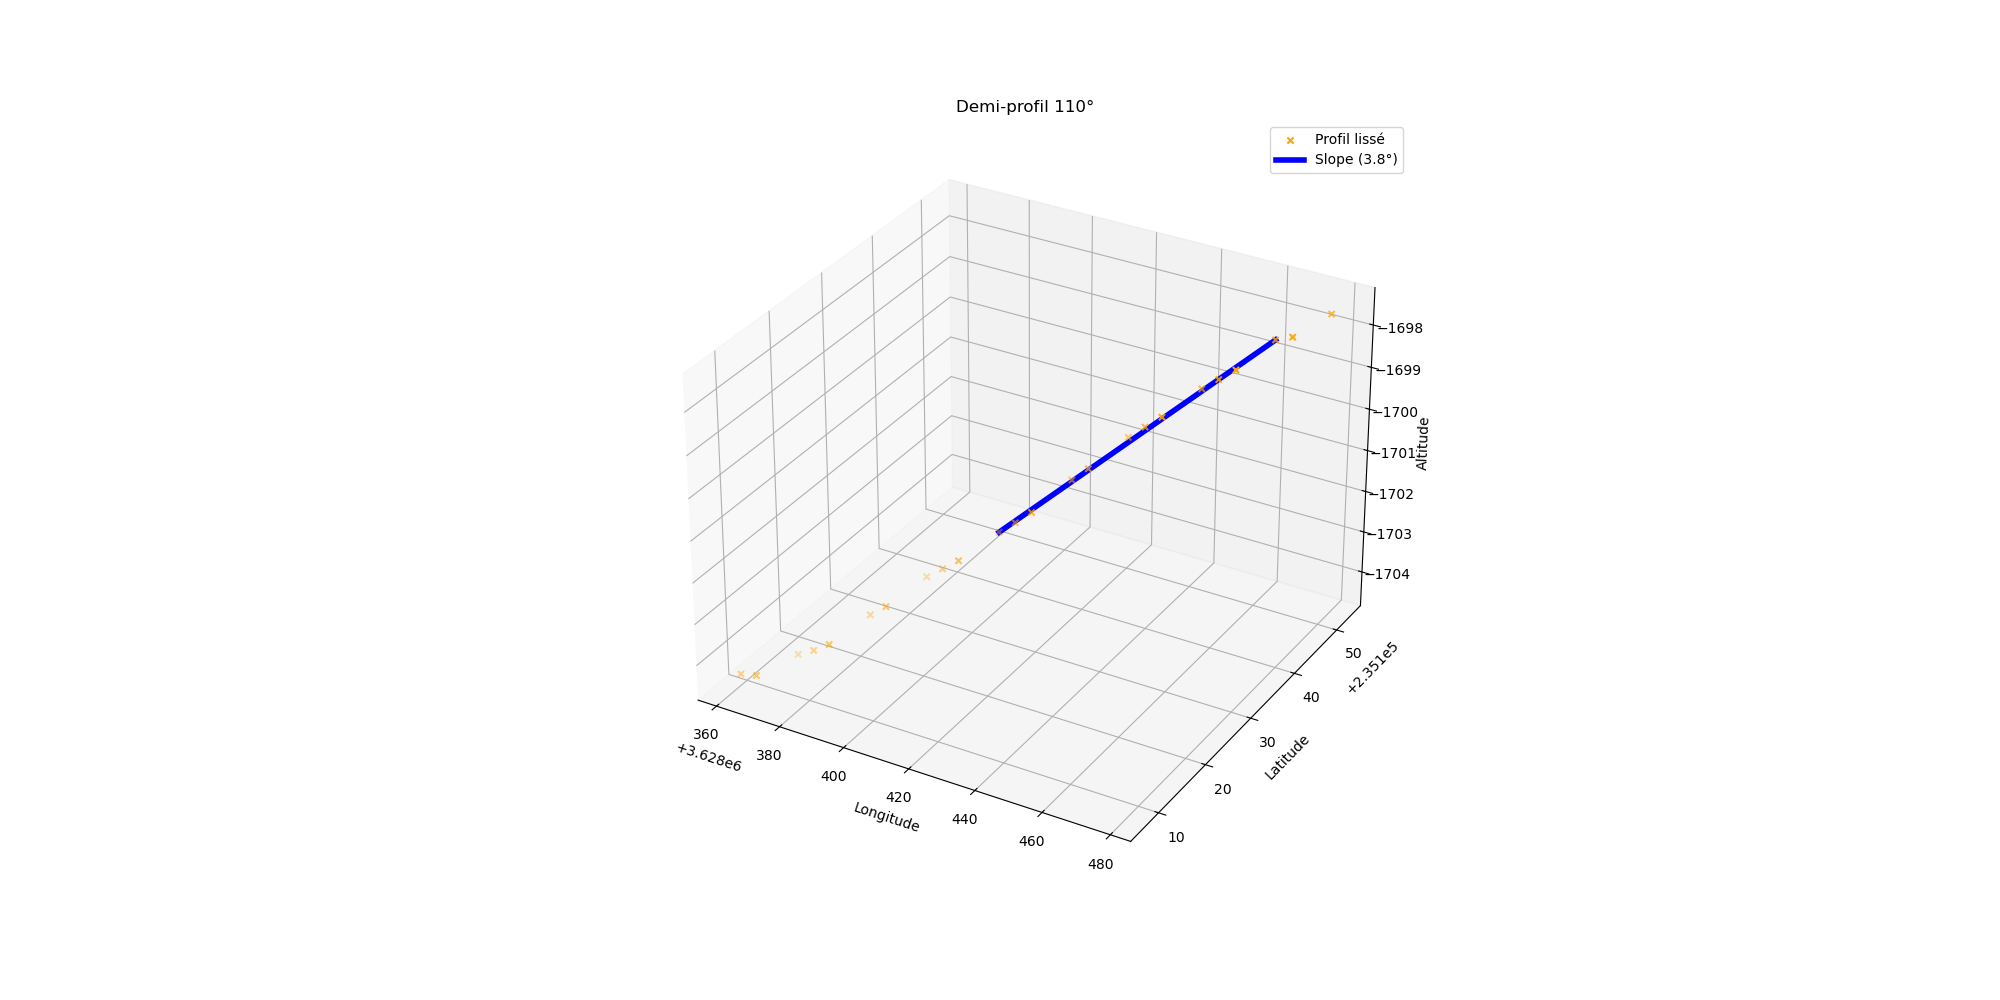 Demi-profil 110°
Profil lissé
Slope (3.8°)
−1698
−1699
−1700
−1701
−1702
−1703
−1704
Altitude
50
40
30
20
10
+2.351e5
Latitude
360
380
400
420
440
460
480
+3.628e6
Longitude